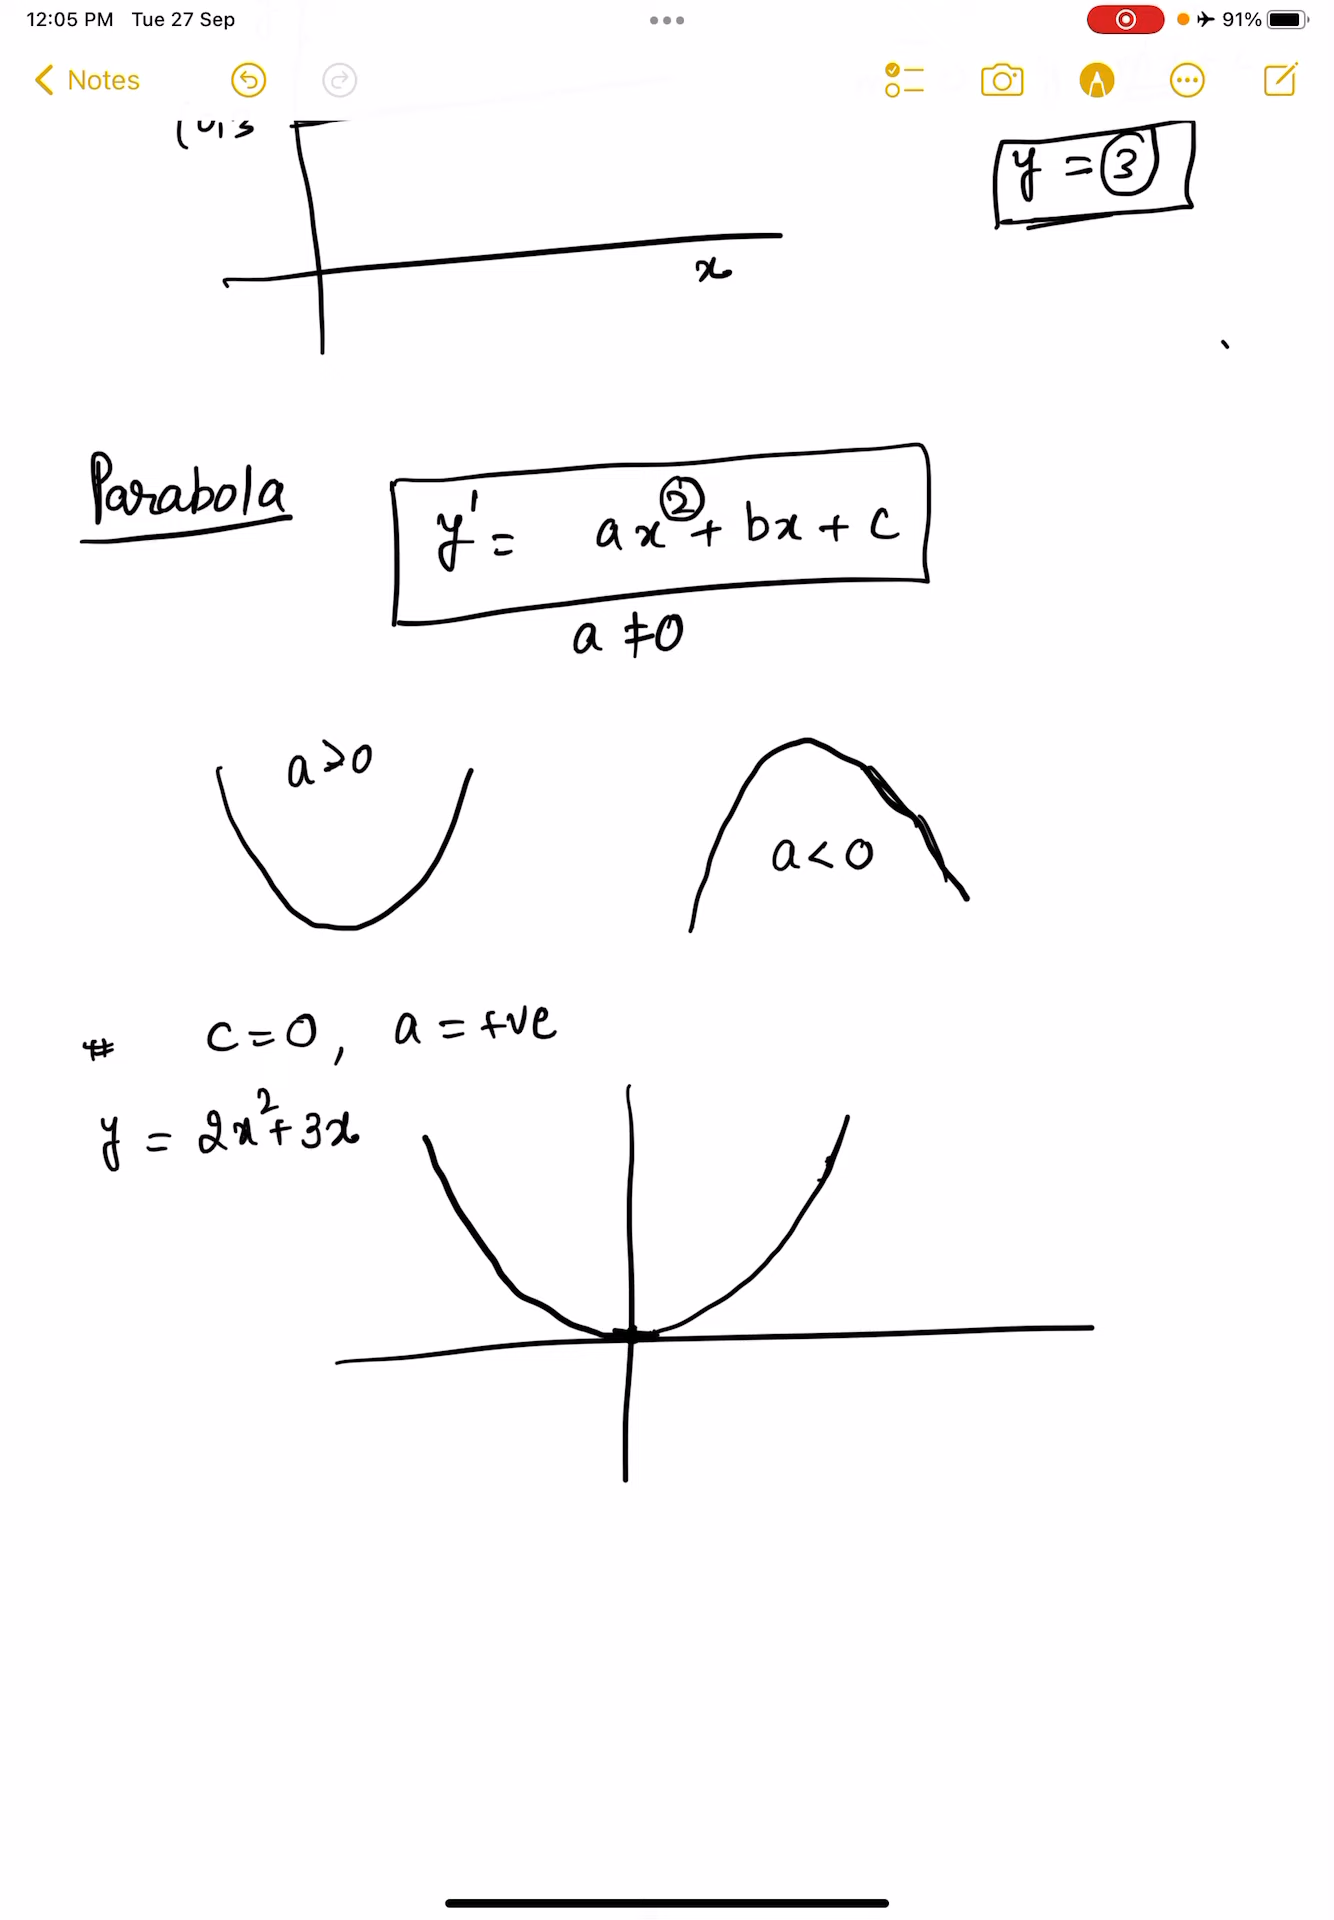 12:05 PM Tue 27 Sep
91%
Notes
y = 3
x
Parabola
y' = ax² + bx + c
a ≠ 0
a > 0
a < 0
# c = 0, a = +ve
y = 2x² + 3x